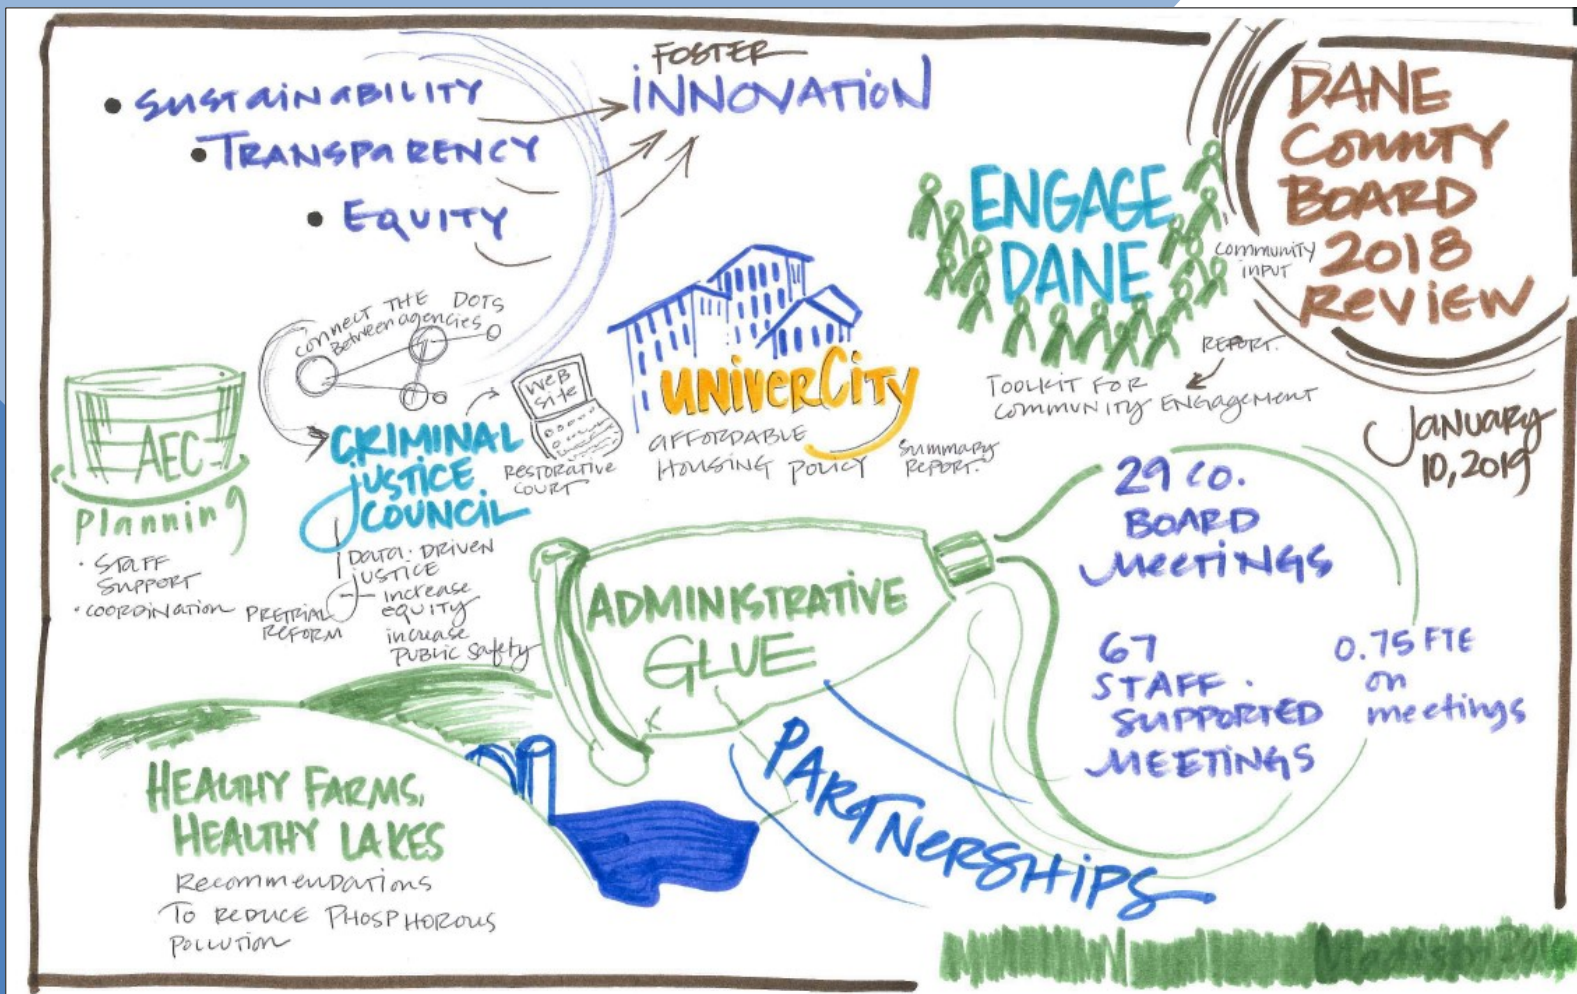 • SUSTAINABILITY
• TRANSPARENCY
• EQUITY
FOSTER
INNOVATION
ENGAGE
DANE
COMMUNITY
INPUT
REPORT.
TOOLKIT FOR
COMMUNITY ENGAGEMENT
DANE
COUNTY
BOARD
2018
REVIEW
JANUARY
10, 2019
CONNECT THE DOTS
Between agencies
WEB
Site
RESTORATIVE
COURT
UNIVERCITY
AFFORDABLE
HOUSING POLICY
Summary
REPORT.
AEC
Planning
• STAFF
SUPPORT
• COORDINATION
CRIMINAL
JUSTICE
COUNCIL
DATA. DRIVEN
JUSTICE
increase
equity
increase
PUBLIC Safety
PRETRIAL
REFORM
ADMINISTRATIVE
GLUE
29 CO.
BOARD
MEETINGS
67
STAFF.
SUPPORTED
MEETINGS
0.75 FTE
on
meetings
PARTNERSHIPS
HEALTHY FARMS,
HEALTHY LAKES
Recommendations
TO REDUCE PHOSPHOROUS
POLLUTION